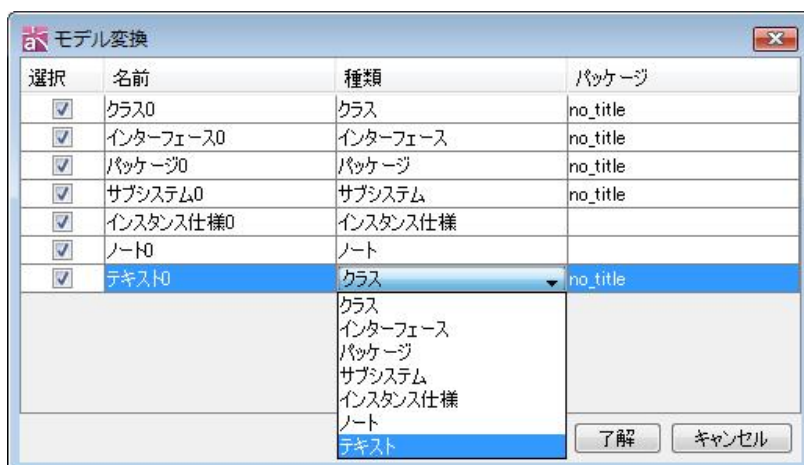 モデル変換
選択 名前 種類 パッケージ
クラス0 クラス no_title
インターフェース0 インターフェース no_title
パッケージ0 パッケージ no_title
サブシステム0 サブシステム no_title
インスタンス仕様0 インスタンス仕様
ノート0 ノート
テキスト0 クラス no_title
クラス
インターフェース
パッケージ
サブシステム
インスタンス仕様
ノート
テキスト
了解 キャンセル